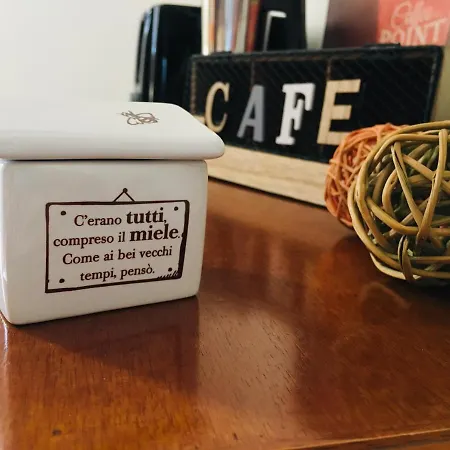 CAFE
POINT
C'erano tutti,
compreso il miele.
Come ai bei vecchi
tempi, pensò.